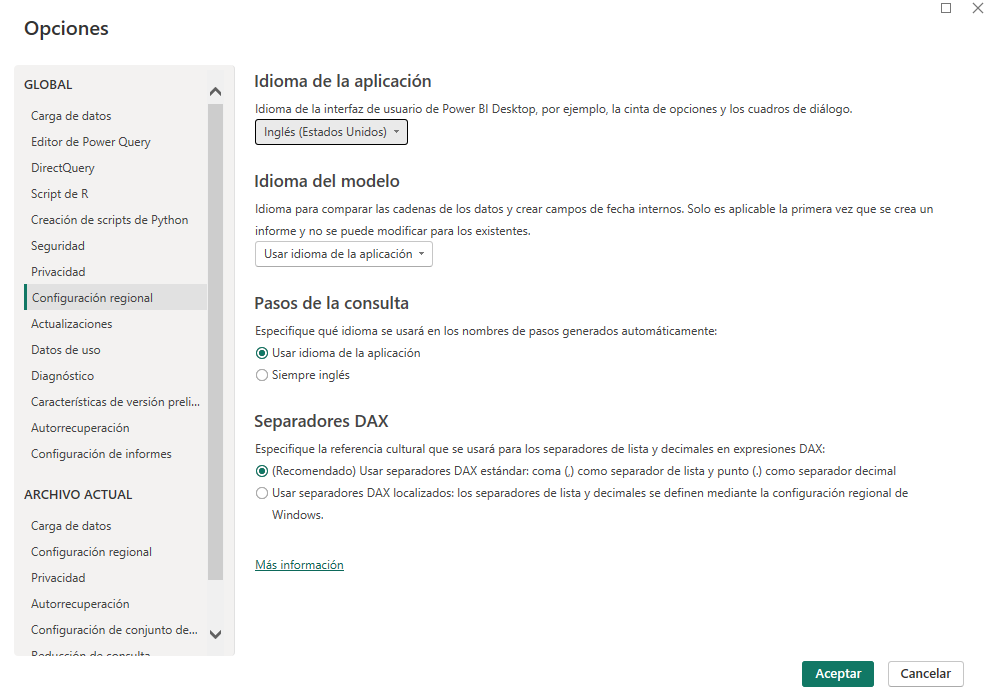 Opciones
GLOBAL
Carga de datos
Editor de Power Query
DirectQuery
Script de R
Creación de scripts de Python
Seguridad
Privacidad
Configuración regional
Actualizaciones
Datos de uso
Diagnóstico
Características de versión preli...
Autorrecuperación
Configuración de informes
ARCHIVO ACTUAL
Carga de datos
Configuración regional
Privacidad
Autorrecuperación
Configuración de conjunto de...
Reducción de consulta
Idioma de la aplicación
Idioma de la interfaz de usuario de Power BI Desktop, por ejemplo, la cinta de opciones y los cuadros de diálogo.
Inglés (Estados Unidos)
Idioma del modelo
Idioma para comparar las cadenas de los datos y crear campos de fecha internos. Solo es aplicable la primera vez que se crea un
informe y no se puede modificar para los existentes.
Usar idioma de la aplicación
Pasos de la consulta
Especifique qué idioma se usará en los nombres de pasos generados automáticamente:
Usar idioma de la aplicación
Siempre inglés
Separadores DAX
Especifique la referencia cultural que se usará para los separadores de lista y decimales en expresiones DAX:
(Recomendado) Usar separadores DAX estándar: coma (,) como separador de lista y punto (.) como separador decimal
Usar separadores DAX localizados: los separadores de lista y decimales se definen mediante la configuración regional de
Windows.
Más información
Aceptar
Cancelar